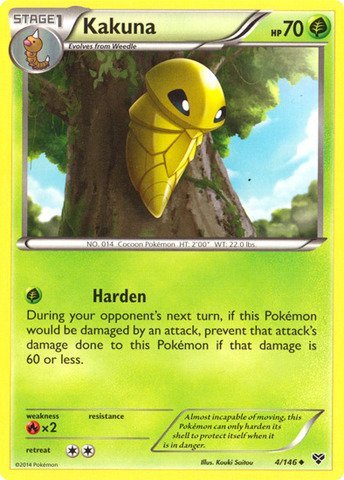 STAGE1 Kakuna HP70
Evolves from Weedle
NO. 014 Cocoon Pokémon HT: 2'00" WT: 22.0 lbs.
Harden
During your opponent's next turn, if this Pokémon
would be damaged by an attack, prevent that attack's
damage done to this Pokémon if that damage is
60 or less.
weakness resistance
×2
retreat
Almost incapable of moving, this
Pokémon can only harden its
shell to protect itself when it
is in danger.
©2014 Pokémon Illus. Kouki Saitou 4/146